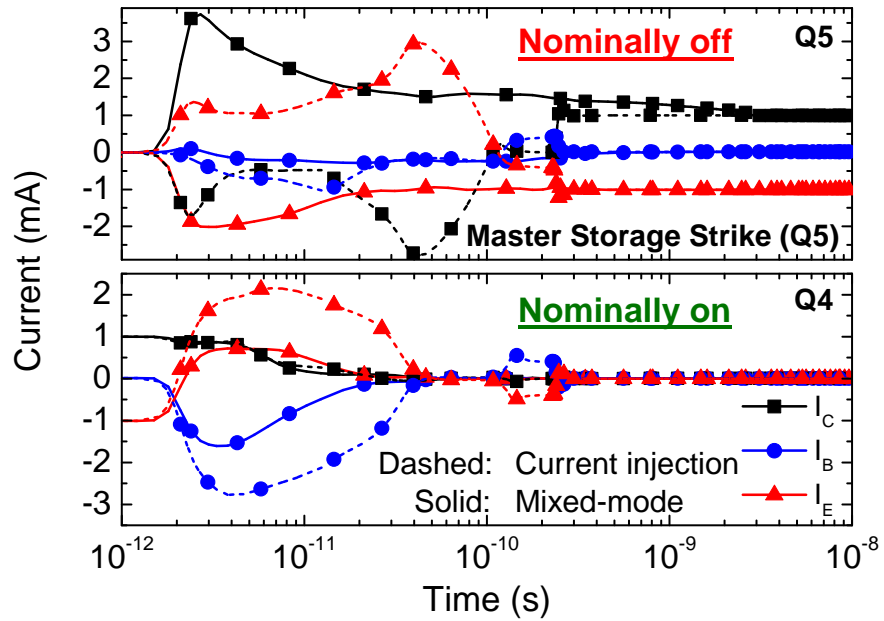 3
2
1
0
-1
-2
Nominally off
Q5
Master Storage Strike (Q5)
Current (mA)
2
1
0
-1
-2
-3
Nominally on
Q4
I_C
I_B
I_E
Dashed: Current injection
Solid: Mixed-mode
10^-12 10^-11 10^-10 10^-9 10^-8
Time (s)